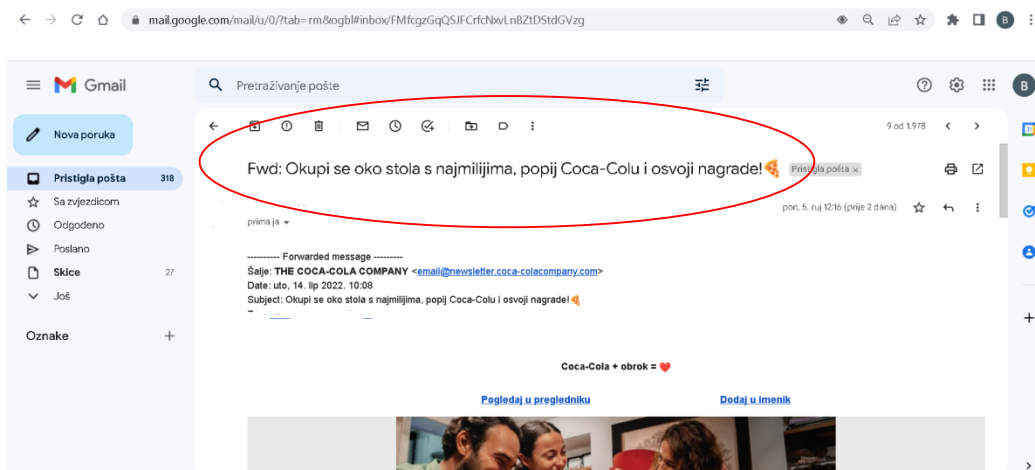 mail.google.com/mail/u/0/?tab=rm&ogbl#inbox/FMfcgzGqQSJFCrfcNxvLnBZtDStdGVzg
B
Gmail
Pretraživanje pošte
B
Nova poruka
9 od 1.978
Fwd: Okupi se oko stola s najmilijima, popij Coca-Colu i osvoji nagrade!🍕
Pristigla pošta ×
Pristigla pošta 318
Sa zvjezdicom
Odgođeno
Poslano
Skice 27
Još
Oznake
pon, 5. ruj 12:16 (prije 2 dana)
prima ja
---------- Forwarded message ---------
Šalje: THE COCA-COLA COMPANY <email@newsletter.coca-colacompany.com>
Date: uto, 14. lip 2022. 10:08
Subject: Okupi se oko stola s najmilijima, popij Coca-Colu i osvoji nagrade!🍕
Coca-Cola + obrok = ❤️
Pogledaj u pregledniku
Dodaj u imenik